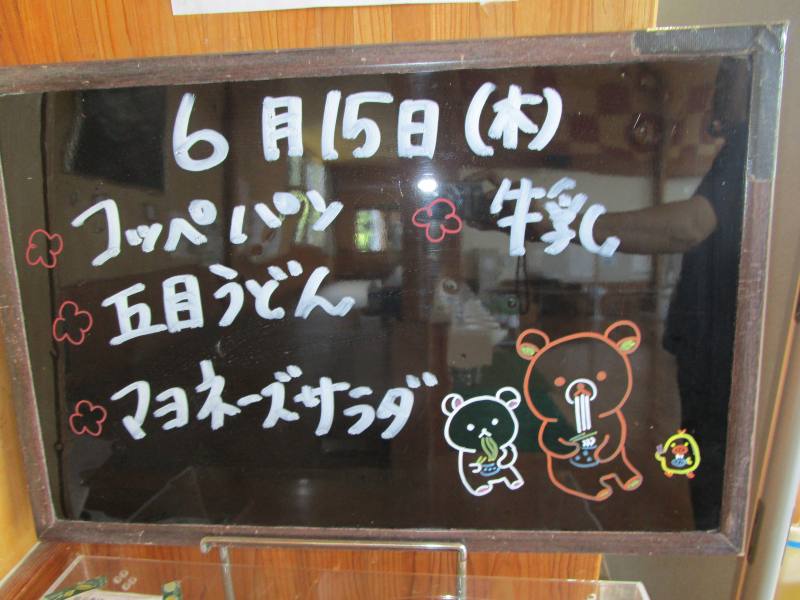 6月15日(木)
コッペパン
牛乳
五目うどん
マヨネーズサラダ